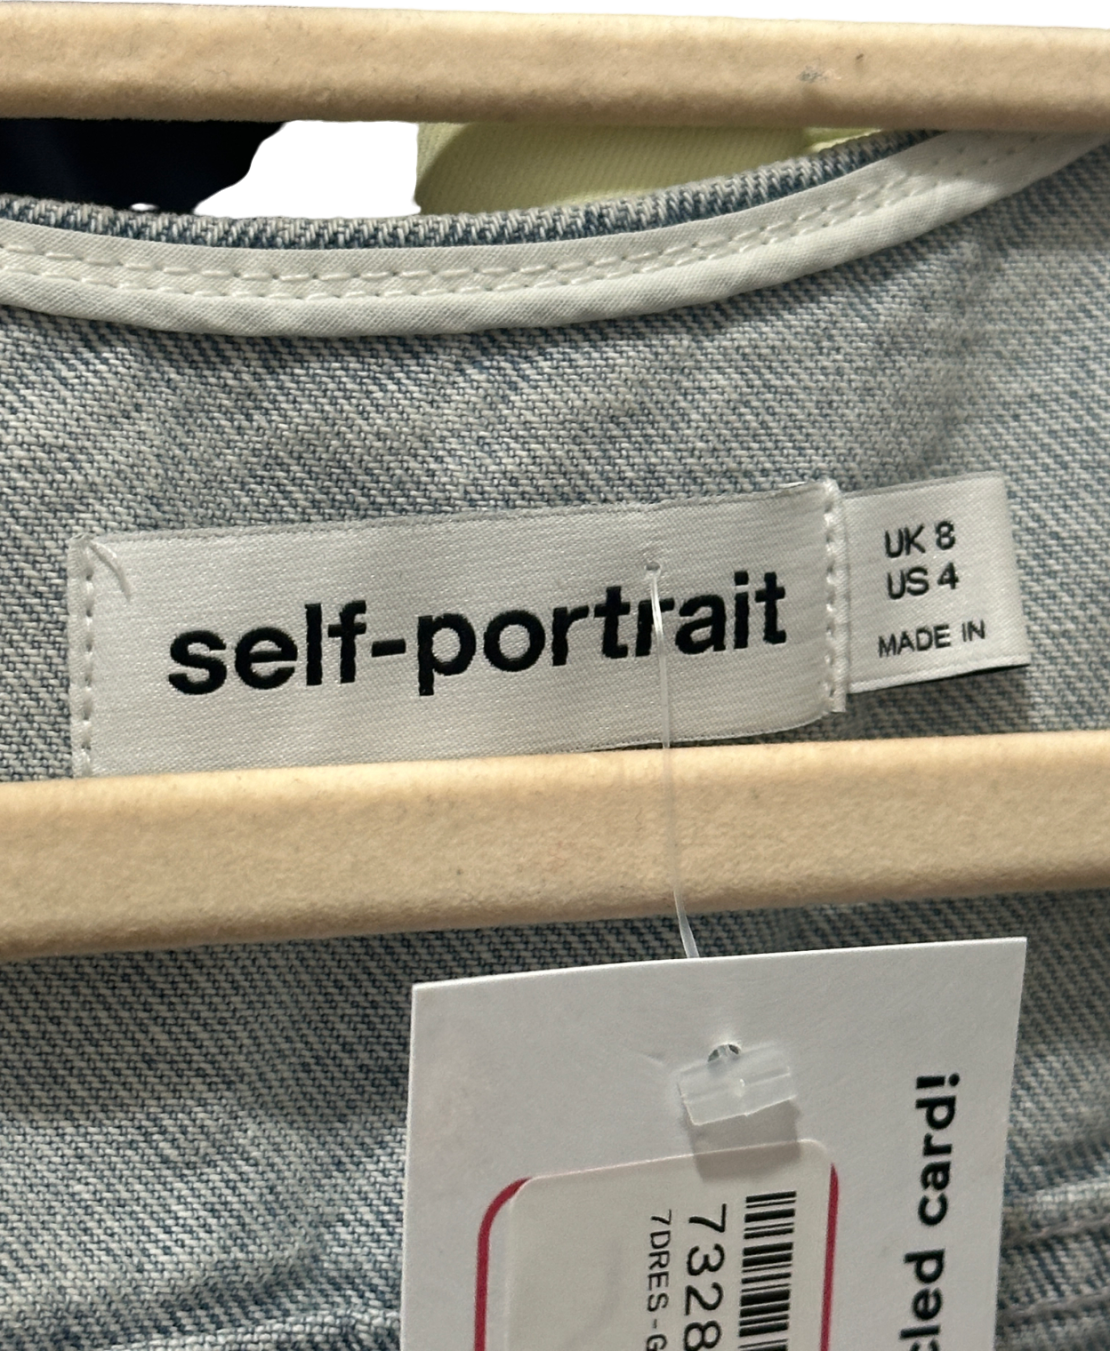 self-portrait
UK 8
US 4
MADE IN
7328
7DRES-G
cled card!